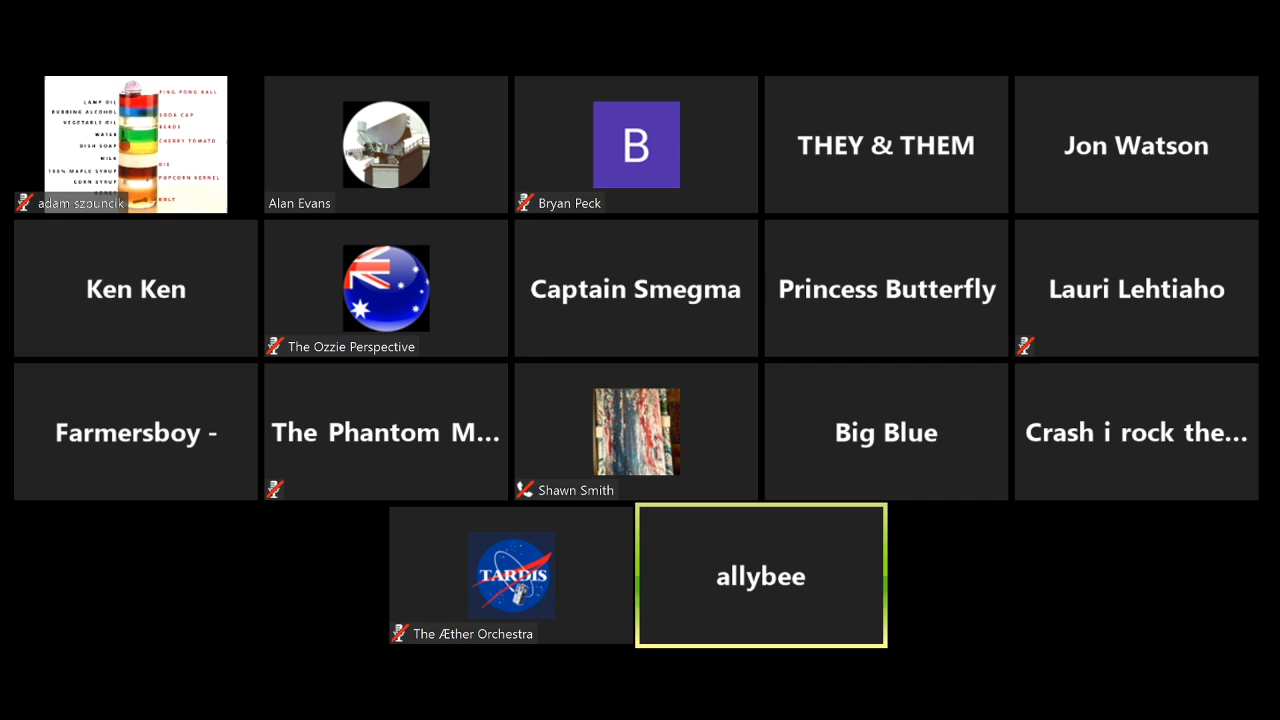 LAMP OIL
RUBBING ALCOHOL
VEGETABLE OIL
WATER
DISH SOAP
MILK
100% MAPLE SYRUP
CORN SYRUP
PING PONG BALL
SODA CAP
BEADS
CHERRY TOMATO
DIE
POPCORN KERNEL
BOLT
adam szpuncik
Alan Evans
B
Bryan Peck
THEY & THEM
Jon Watson
Ken Ken
The Ozzie Perspective
Captain Smegma
Princess Butterfly
Lauri Lehtiaho
Farmersboy -
The Phantom M...
Shawn Smith
Big Blue
Crash i rock the...
TARDIS
The Æther Orchestra
allybee